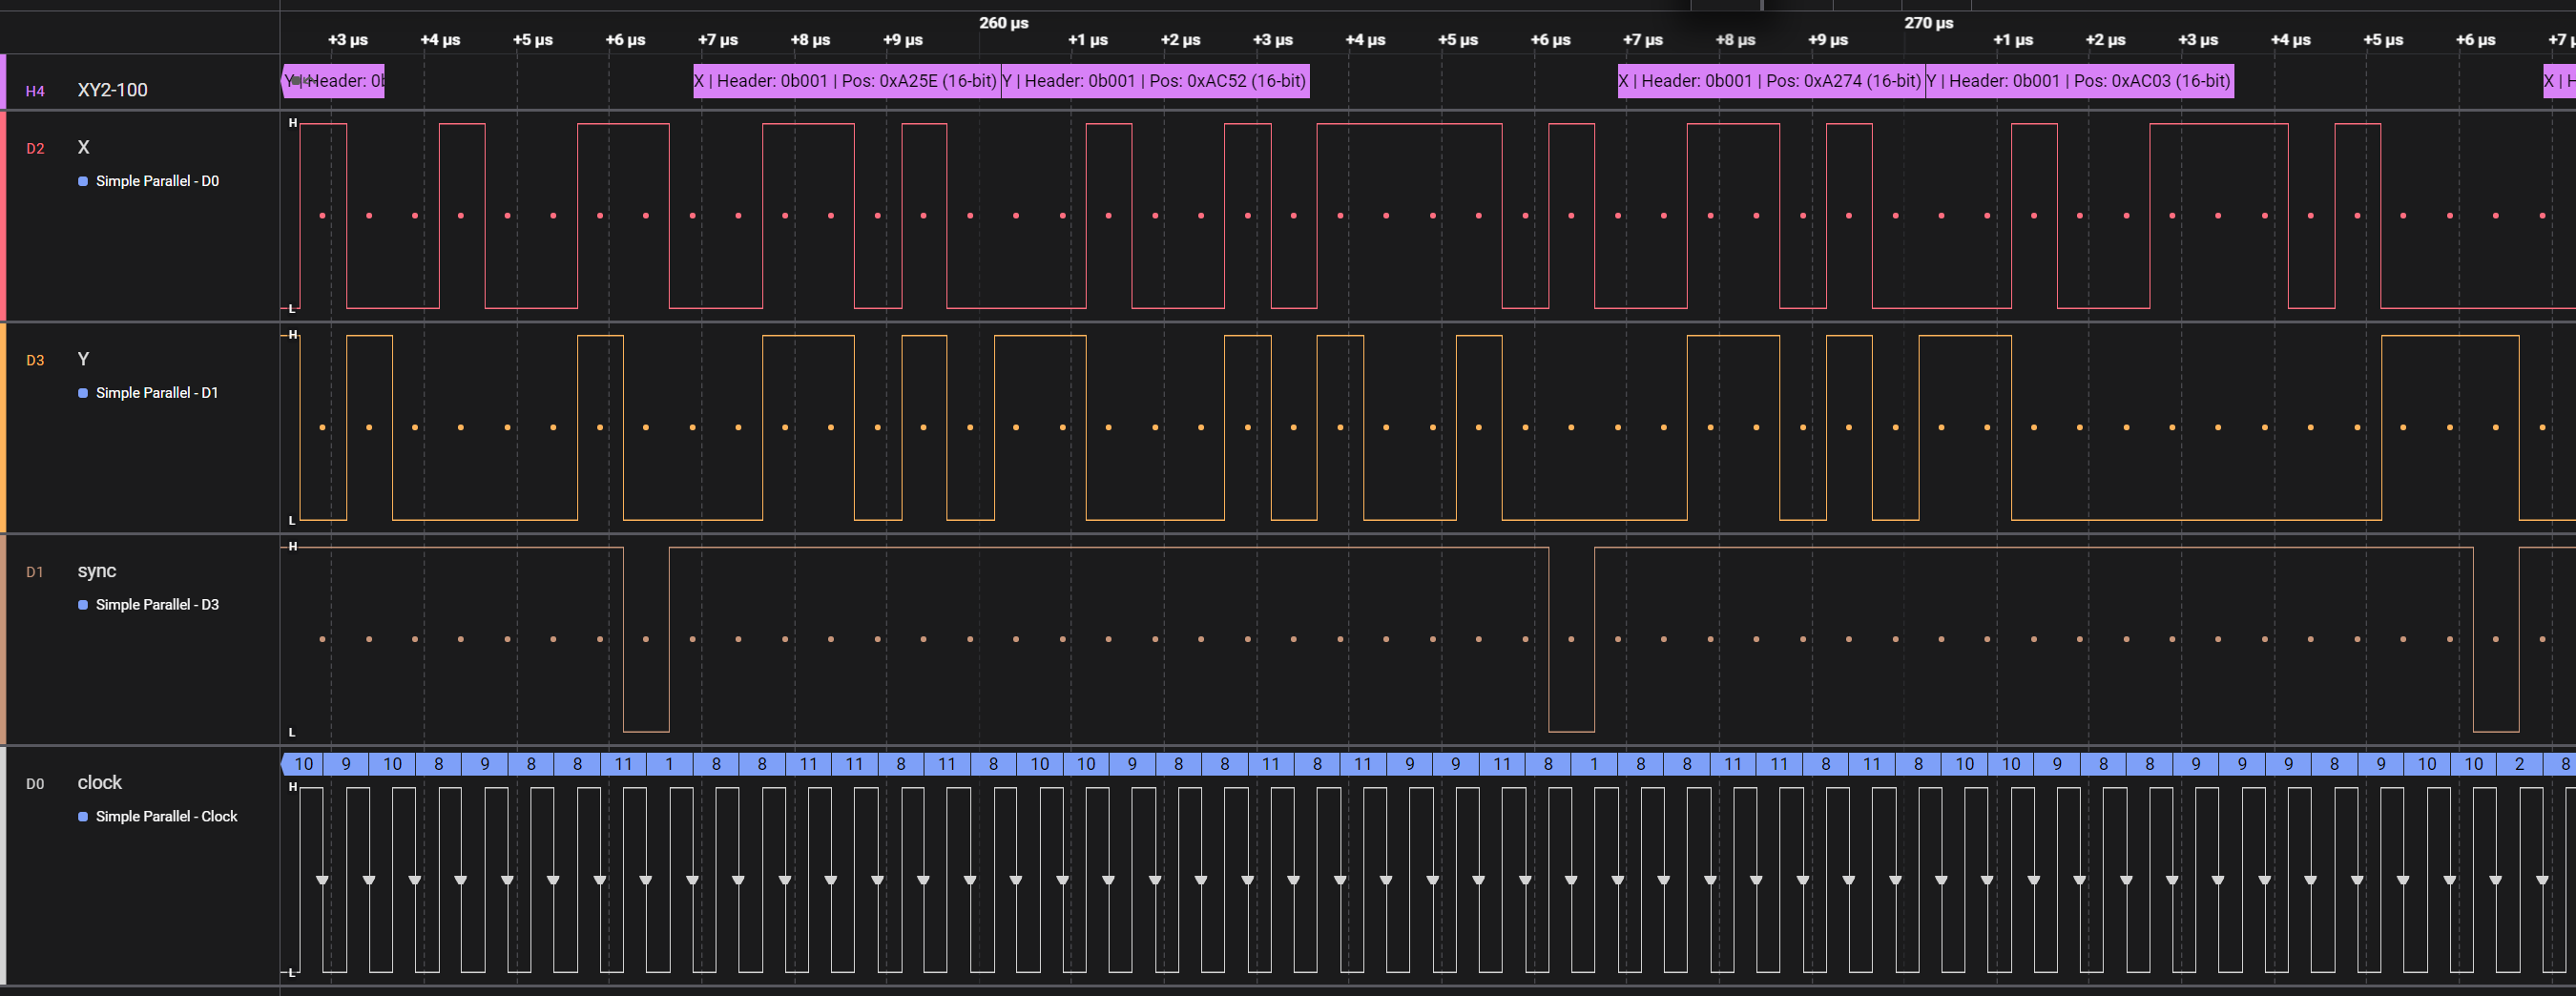 260 µs 270 µs
+3 µs +4 µs +5 µs +6 µs +7 µs +8 µs +9 µs +1 µs +2 µs +3 µs +4 µs +5 µs +6 µs +7 µs +8 µs +9 µs +1 µs +2 µs +3 µs +4 µs +5 µs +6 µs +7 µ
H4 XY2-100 Header: 0b X | Header: 0b001 | Pos: 0xA25E (16-bit) Y | Header: 0b001 | Pos: 0xAC52 (16-bit) X | Header: 0b001 | Pos: 0xA274 (16-bit) Y | Header: 0b001 | Pos: 0xAC03 (16-bit) X | H
H
D2 X
Simple Parallel - D0
L
H
D3 Y
Simple Parallel - D1
L
H
D1 sync
Simple Parallel - D3
L
10 9 10 8 9 8 8 11 1 8 8 11 11 8 11 8 10 10 9 8 8 11 8 11 9 9 11 8 1 8 8 11 11 8 11 8 10 10 9 8 8 9 9 9 8 9 10 10 2 8
H
D0 clock
Simple Parallel - Clock
L